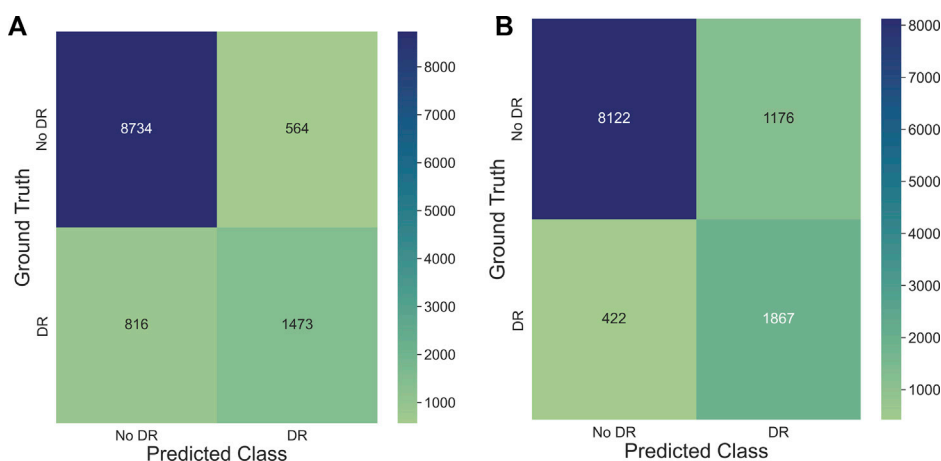 A
Ground Truth
No DR
DR
8734
564
816
1473
No DR
DR
Predicted Class
8000
7000
6000
5000
4000
3000
2000
1000
B
Ground Truth
No DR
DR
8122
1176
422
1867
No DR
DR
Predicted Class
8000
7000
6000
5000
4000
3000
2000
1000